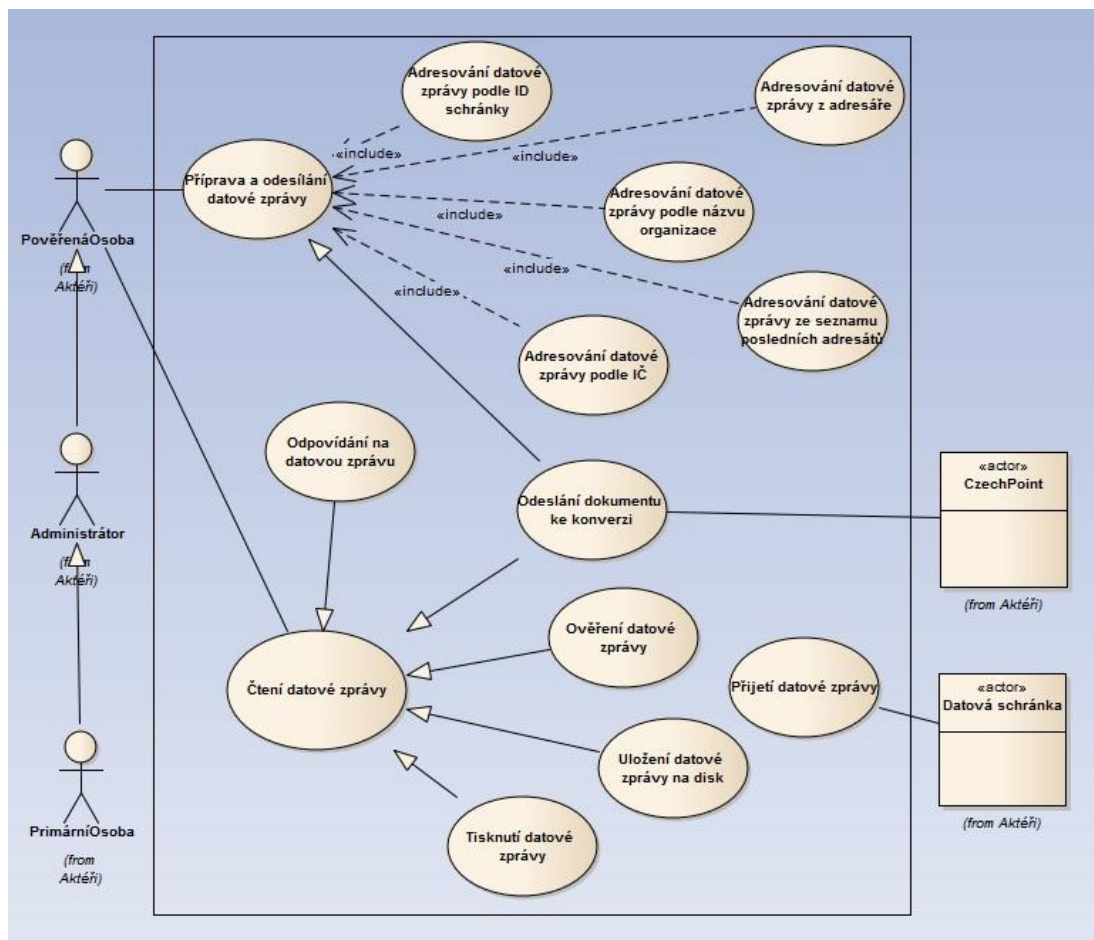 Adresování datové
zprávy podle ID
schránky
Adresování datové
zprávy z adresáře
«include»
«include»
Příprava a odesílání
datové zprávy
Adresování datové
zprávy podle názvu
organizace
«include»
PověřenáOsoba
(from
Aktéři)
«include»
«include»
Adresování datové
zprávy ze seznamu
posledních adresátů
Adresování datové
zprávy podle IČ
Odpovídání na
datovou zprávu
«actor»
CzechPoint
Odeslání dokumentu
ke konverzi
Administrátor
(from
Aktéři)
(from Aktéři)
Ověření datové
zprávy
Čtení datové zprávy
Přijetí datové zprávy
«actor»
Datová schránka
Uložení datové
zprávy na disk
PrimárníOsoba
(from
Aktéři)
(from Aktéři)
Tisknutí datové
zprávy